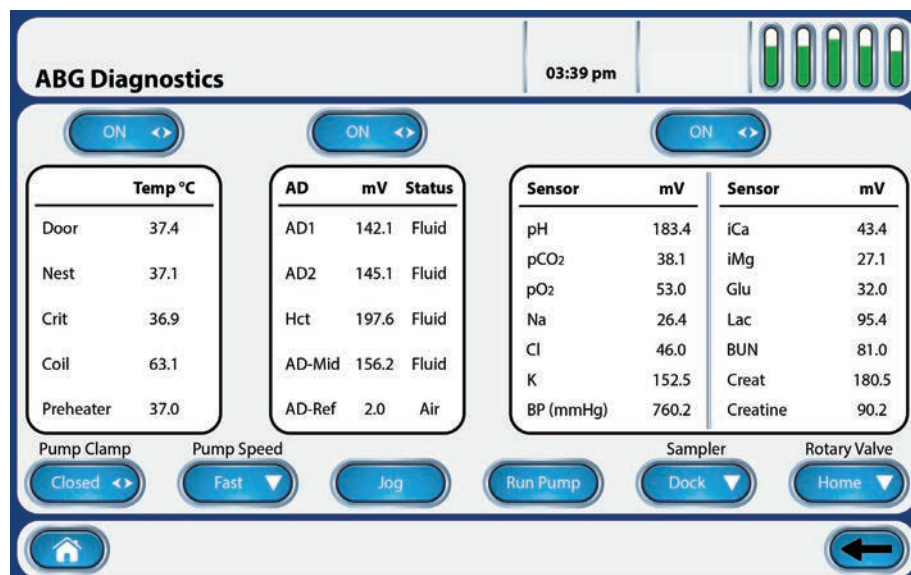 ABG Diagnostics
03:39 pm
ON
ON
ON
Temp °C
Door 37.4
Nest 37.1
Crit 36.9
Coil 63.1
Preheater 37.0
AD mV Status
AD1 142.1 Fluid
AD2 145.1 Fluid
Hct 197.6 Fluid
AD-Mid 156.2 Fluid
AD-Ref 2.0 Air
Sensor mV Sensor mV
pH 183.4 iCa 43.4
pCO2 38.1 iMg 27.1
pO2 53.0 Glu 32.0
Na 26.4 Lac 95.4
Cl 46.0 BUN 81.0
K 152.5 Creat 180.5
BP (mmHg) 760.2 Creatine 90.2
Pump Clamp Pump Speed Sampler Rotary Valve
Closed Fast Jog Run Pump Dock Home